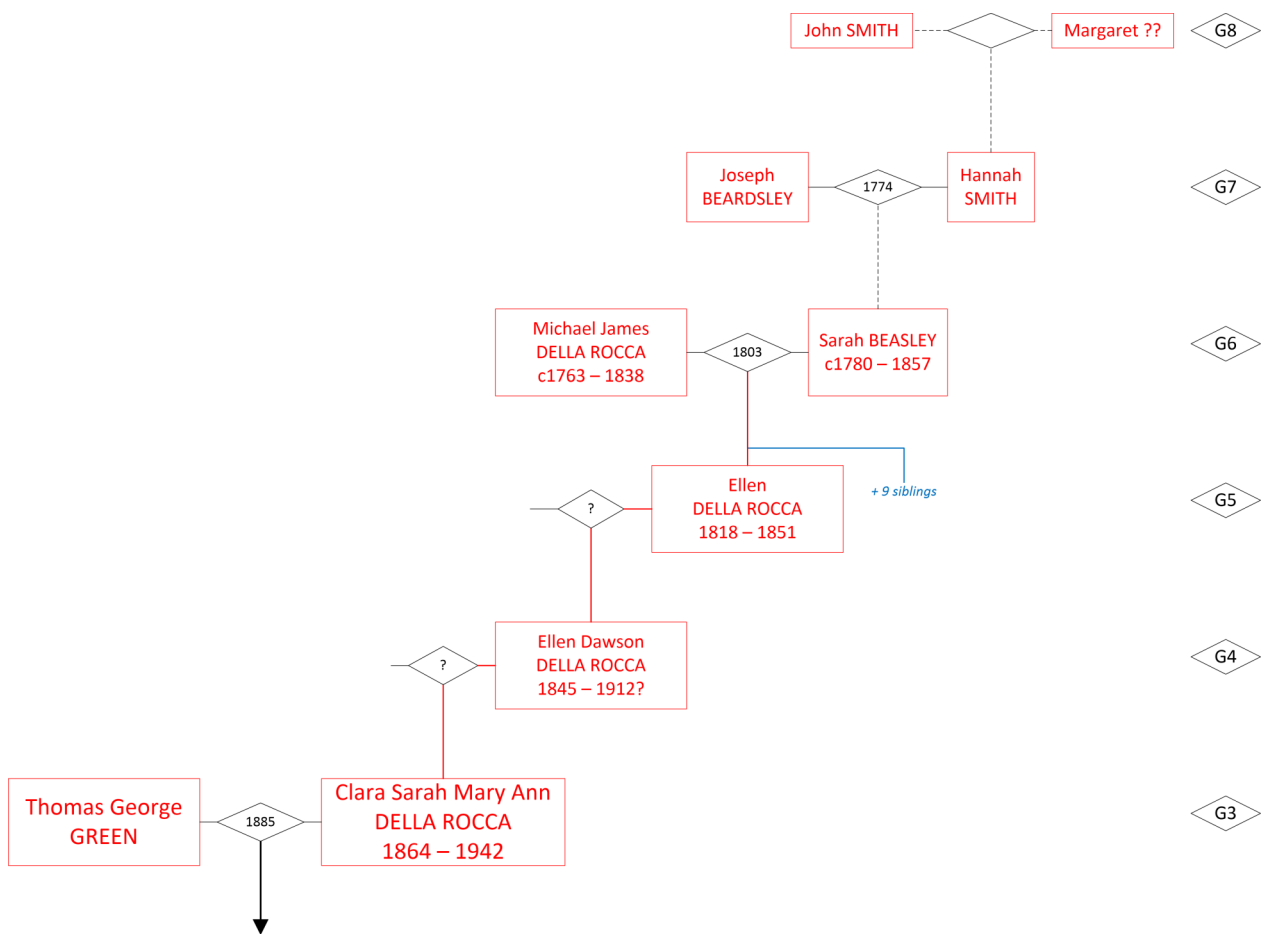 John SMITH
Margaret ??
G8
Joseph
BEARDSLEY
1774
Hannah
SMITH
G7
Michael James
DELLA ROCCA
c1763 – 1838
1803
Sarah BEASLEY
c1780 – 1857
G6
+ 9 siblings
?
Ellen
DELLA ROCCA
1818 – 1851
G5
?
Ellen Dawson
DELLA ROCCA
1845 – 1912?
G4
Thomas George
GREEN
1885
Clara Sarah Mary Ann
DELLA ROCCA
1864 – 1942
G3